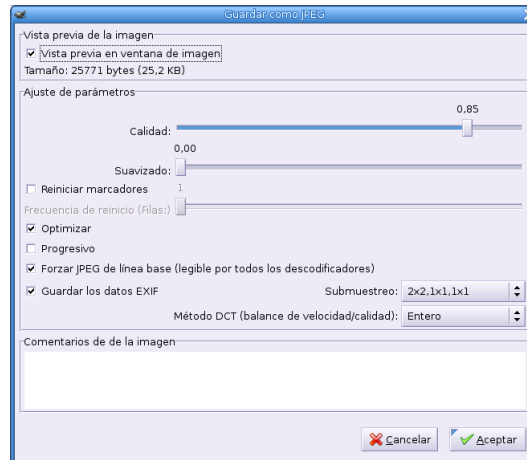 Guardar como JPEG
Vista previa de la imagen
Vista previa en ventana de imagen
Tamaño: 25771 bytes (25,2 KB)
Ajuste de parámetros
0,85
Calidad:
0,00
Suavizado:
Reiniciar marcadores 1
Frecuencia de reinicio (Filas:)
Optimizar
Progresivo
Forzar JPEG de línea base (legible por todos los descodificadores)
Guardar los datos EXIF Submuestreo: 2x2,1x1,1x1
Método DCT (balance de velocidad/calidad): Entero
Comentarios de de la imagen
Cancelar Aceptar